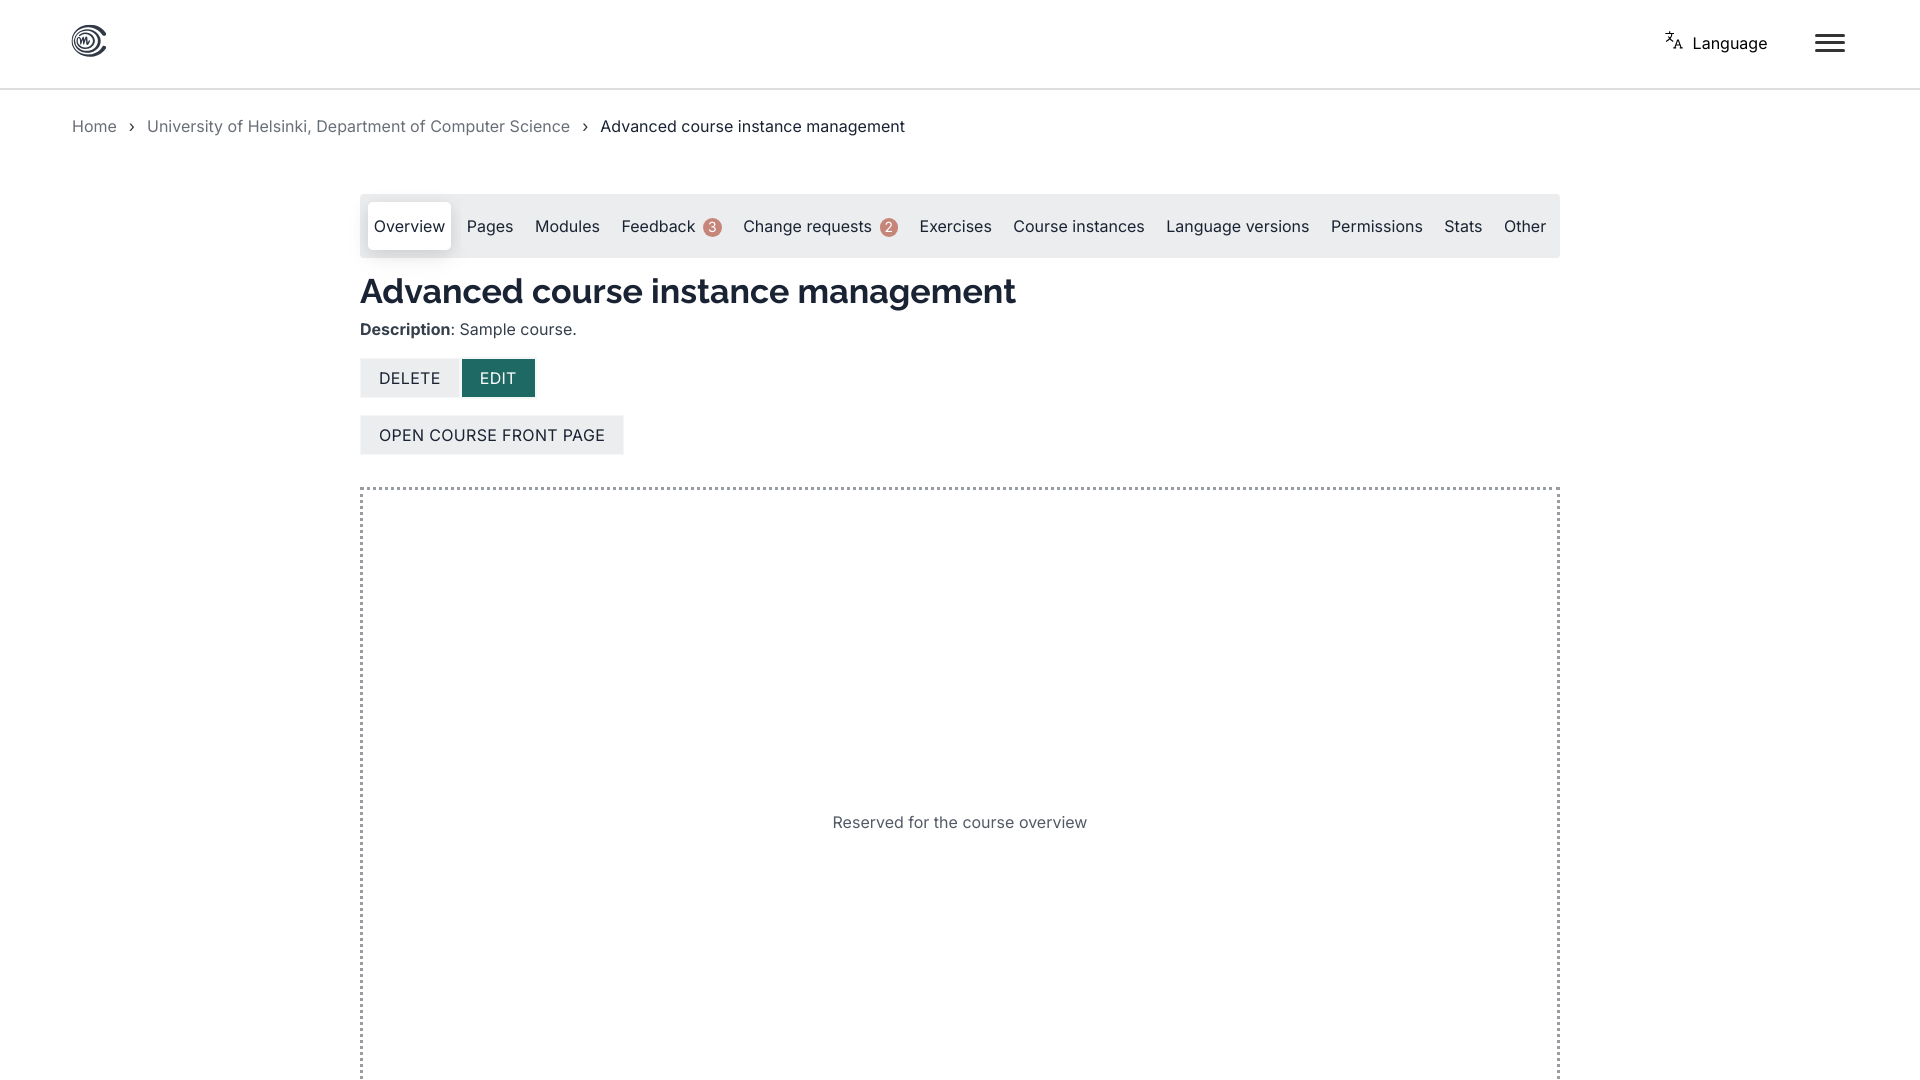 Language
Home › University of Helsinki, Department of Computer Science › Advanced course instance management
Overview Pages Modules Feedback 3 Change requests 2 Exercises Course instances Language versions Permissions Stats Other
Advanced course instance management
Description: Sample course.
DELETE EDIT
OPEN COURSE FRONT PAGE
Reserved for the course overview